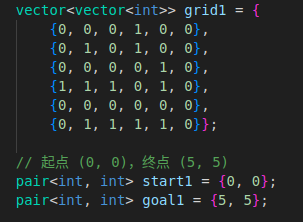 vector<vector<int>> grid1 = {
{0, 0, 0, 1, 0, 0},
{0, 1, 0, 1, 0, 0},
{0, 0, 0, 0, 1, 0},
{1, 1, 1, 0, 1, 0},
{0, 0, 0, 0, 0, 0},
{0, 1, 1, 1, 1, 0}};
// 起点 (0, 0)，终点 (5, 5)
pair<int, int> start1 = {0, 0};
pair<int, int> goal1 = {5, 5};